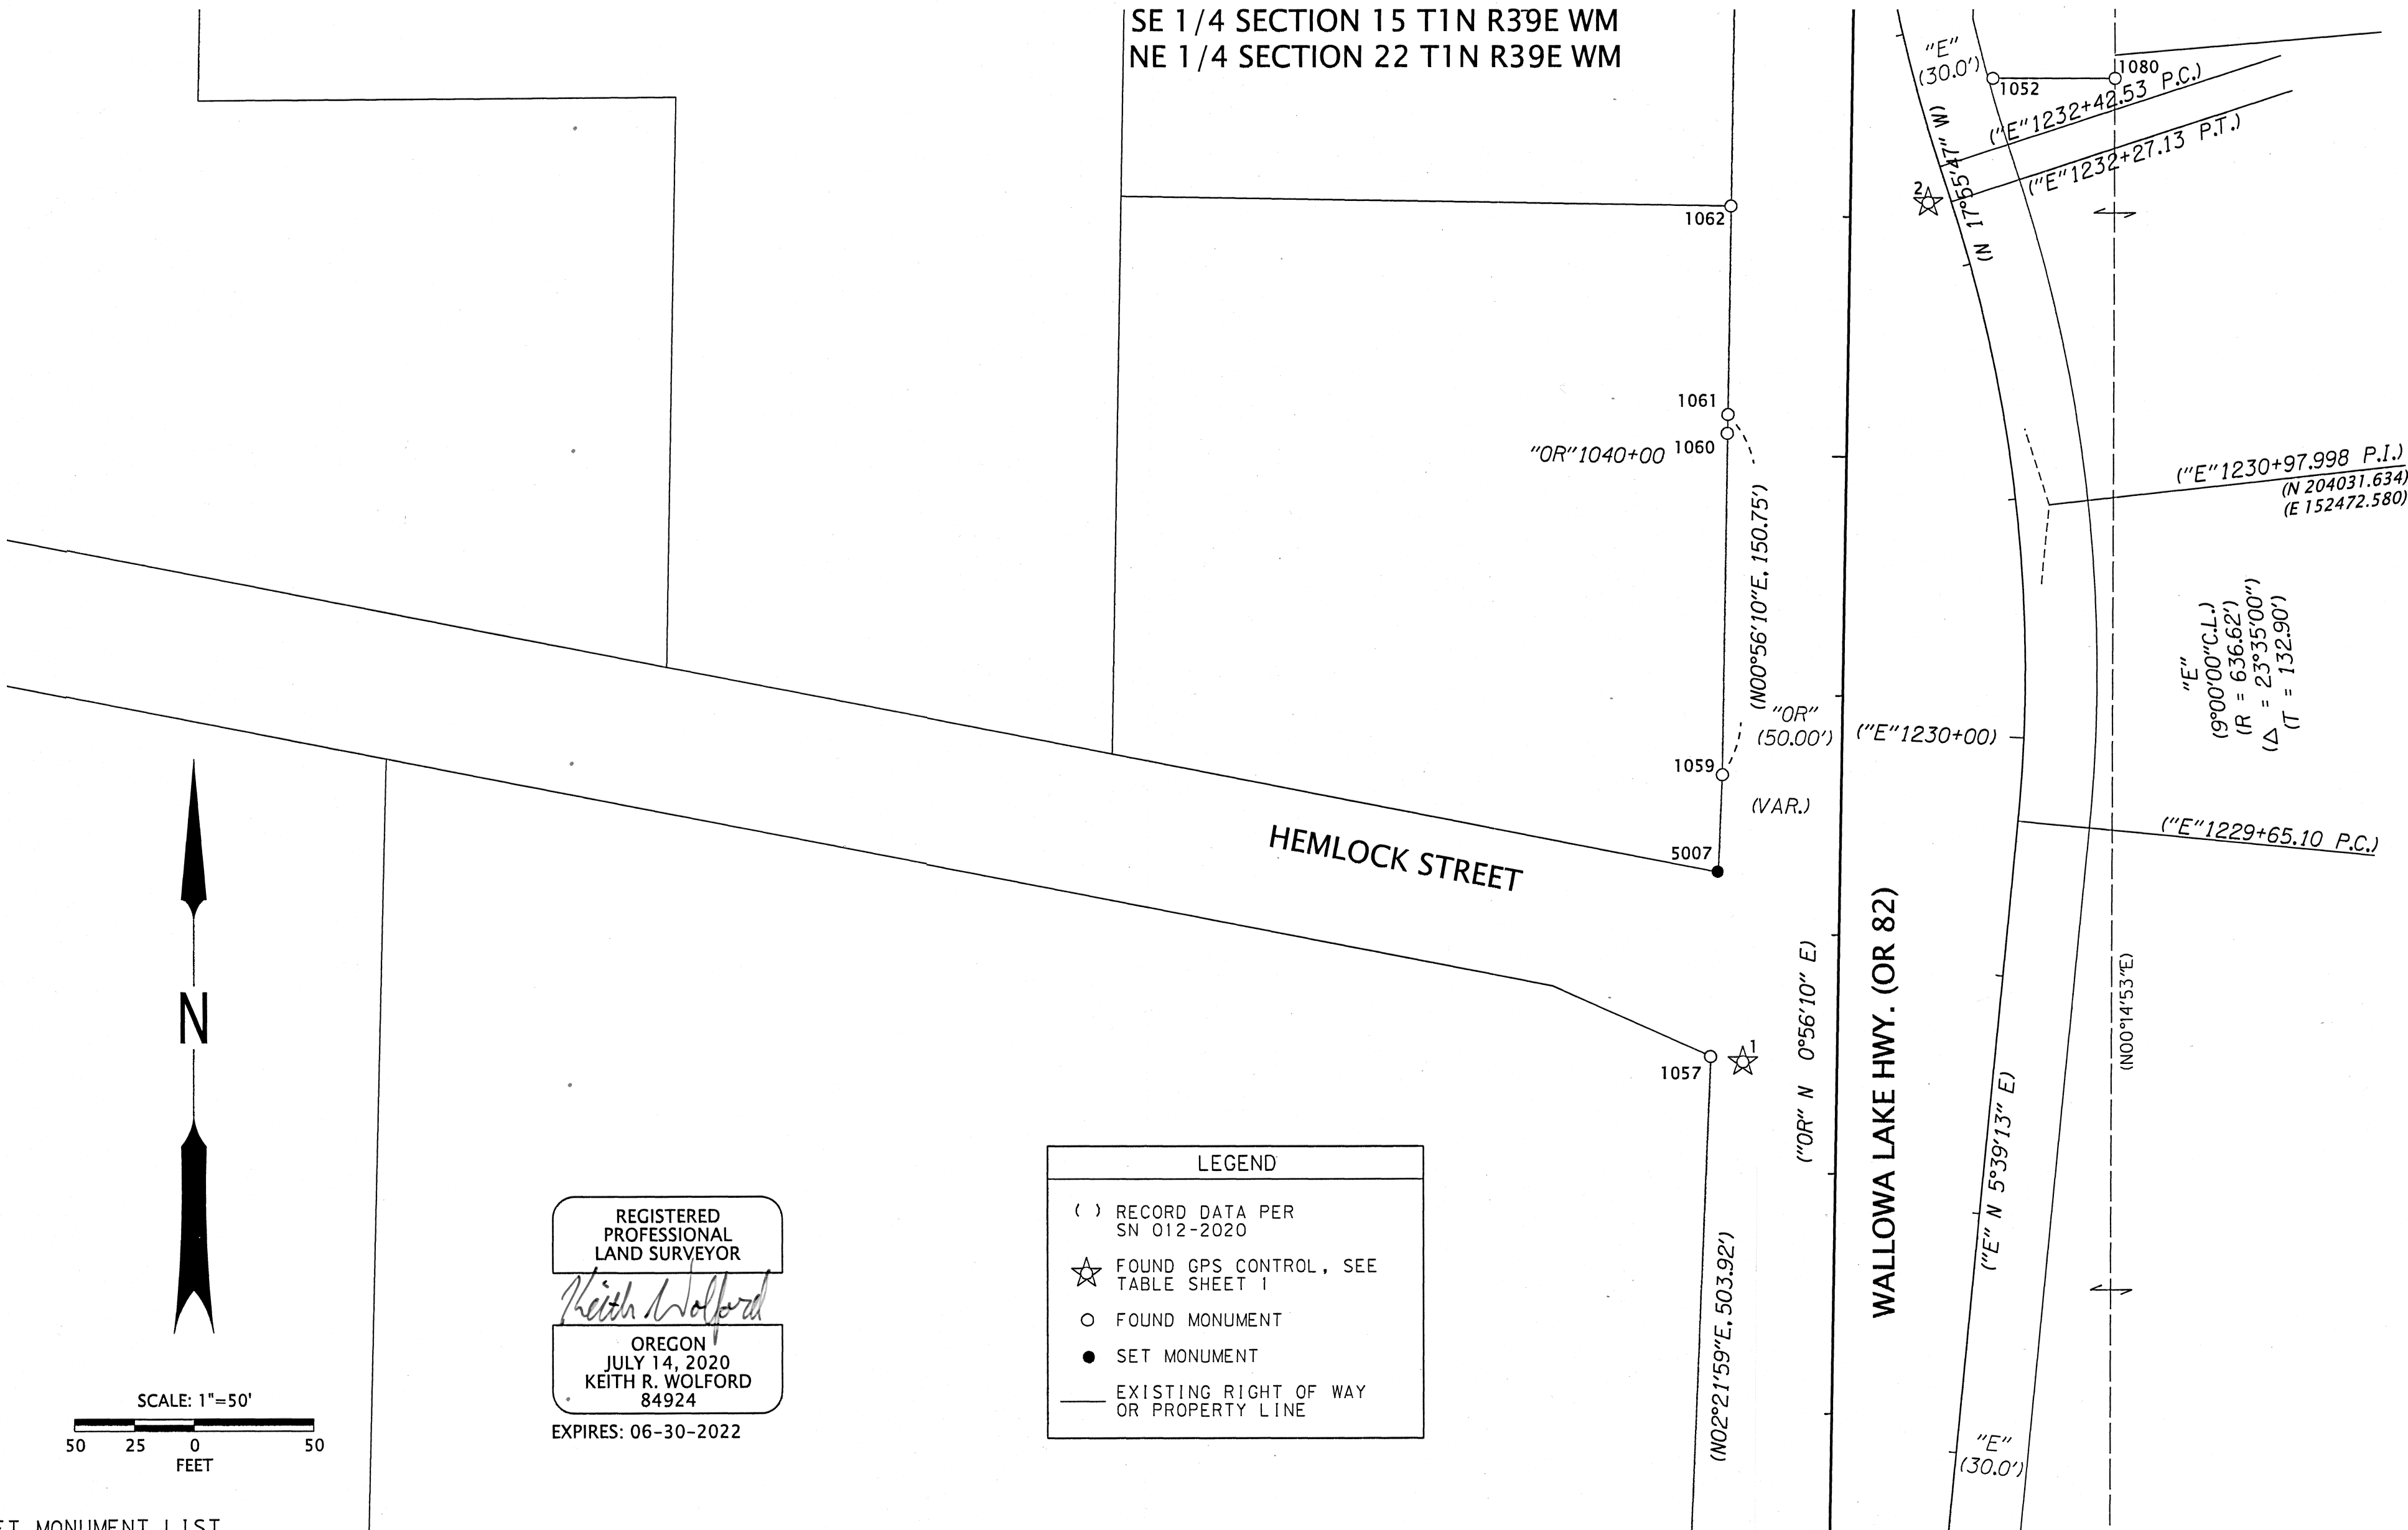 SE 1/4 SECTION 15 T1N R39E WM
NE 1/4 SECTION 22 T1N R39E WM
"E"
(30.0')
1052
1080
("E"1232+42.53 P.C.)
("E"1232+27.13 P.T.)
(N 17°55'47" W)
2
1062
1061
1060
"OR"1040+00
(N00°56'10"E, 150.75')
("E"1230+97.998 P.I.)
(N 204031.634)
(E 152472.580)
"E"
(9°00'00"C.L.)
(R = 636.62')
(Δ = 23°35'00")
(T = 132.90')
"OR"
(50.00')
("E"1230+00)
1059
(VAR.)
("E"1229+65.10 P.C.)
5007
HEMLOCK STREET
("OR" N 0°56'10" E)
WALLOWA LAKE HWY. (OR 82)
(N00°14'53"E)
1057
1
("E" N 5°39'13" E)
(N02°21'59"E, 503.92')
"E"
(30.0')
N
SCALE: 1"=50'
50 25 0 50
FEET
REGISTERED
PROFESSIONAL
LAND SURVEYOR
Keith Wolford
OREGON
JULY 14, 2020
KEITH R. WOLFORD
84924
EXPIRES: 06-30-2022
LEGEND
( ) RECORD DATA PER
SN 012-2020
FOUND GPS CONTROL, SEE
TABLE SHEET 1
FOUND MONUMENT
SET MONUMENT
EXISTING RIGHT OF WAY
OR PROPERTY LINE
MONUMENT LIST